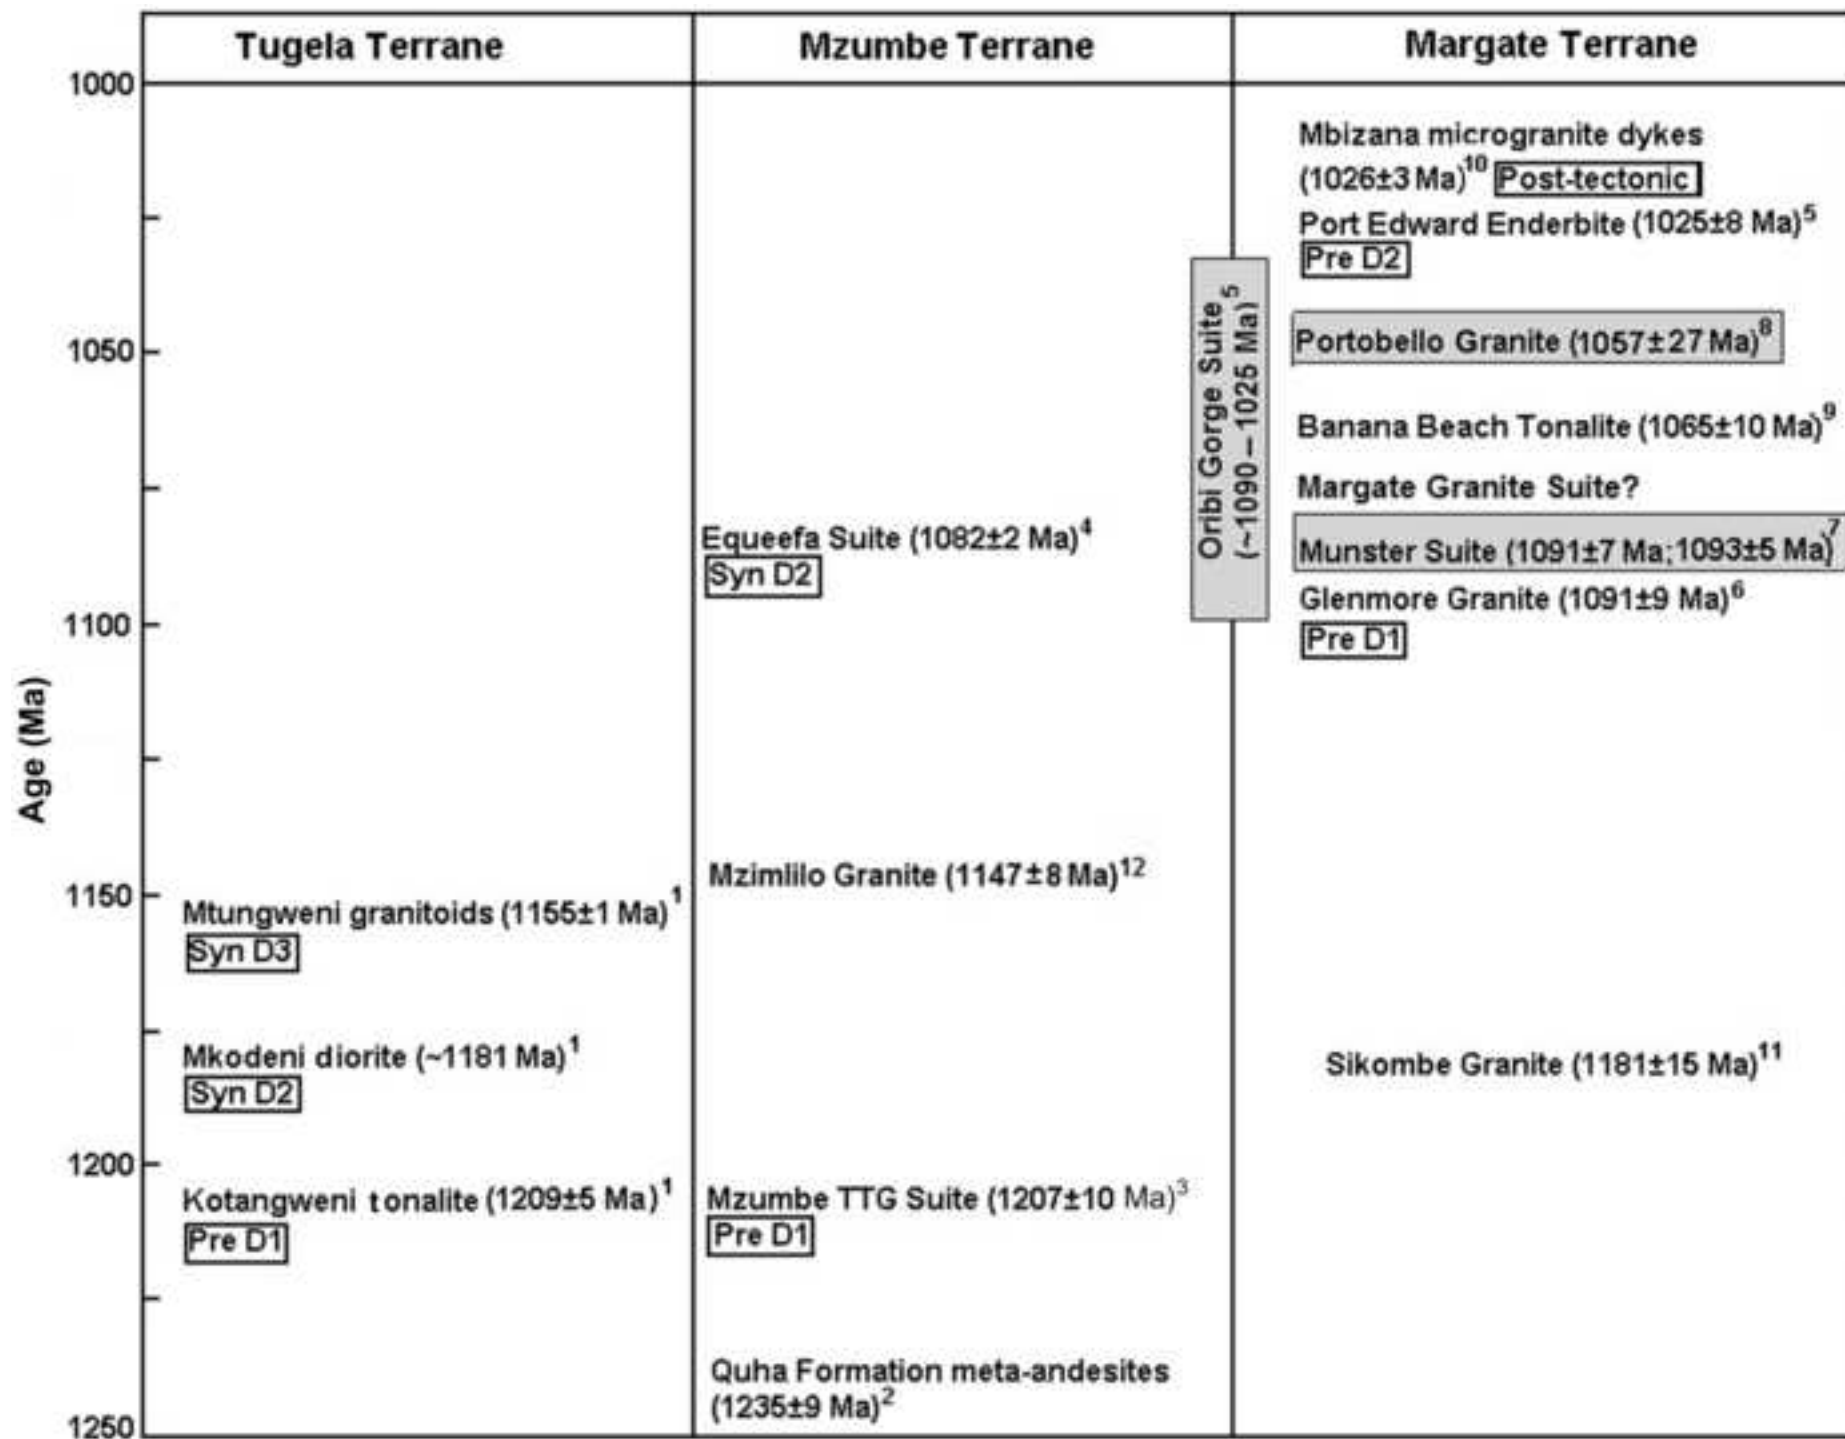 Tugela Terrane
Mzumbe Terrane
Margate Terrane
Age (Ma)
1000
1050
1100
1150
1200
1250
Mtungweni granitoids (1155±1 Ma)¹
Syn D3
Mkodeni diorite (~1181 Ma)¹
Syn D2
Kotangweni tonalite (1209±5 Ma)¹
Pre D1
Equeefa Suite (1082±2 Ma)⁴
Syn D2
Mzimlilo Granite (1147±8 Ma)¹²
Mzumbe TTG Suite (1207±10 Ma)³
Pre D1
Quha Formation meta-andesites
(1235±9 Ma)²
Oribi Gorge Suite
(~1090–1025 Ma)⁵
Mbizana microgranite dykes
(1026±3 Ma)¹⁰ Post-tectonic
Port Edward Enderbite (1025±8 Ma)⁵
Pre D2
Portobello Granite (1057±27 Ma)⁸
Banana Beach Tonalite (1065±10 Ma)⁹
Margate Granite Suite?
Munster Suite (1091±7 Ma; 1093±5 Ma)⁷
Glenmore Granite (1091±9 Ma)⁶
Pre D1
Sikombe Granite (1181±15 Ma)¹¹